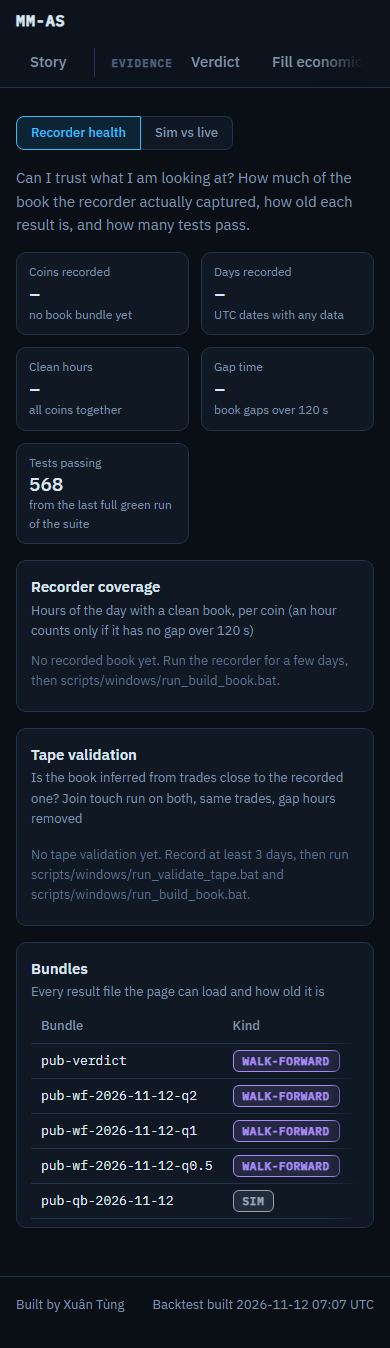 MM-AS
Story EVIDENCE Verdict Fill economic
Recorder health Sim vs live
Can I trust what I am looking at? How much of the
book the recorder actually captured, how old each
result is, and how many tests pass.
Coins recorded
–
no book bundle yet
Days recorded
–
UTC dates with any data
Clean hours
–
all coins together
Gap time
–
book gaps over 120 s
Tests passing
568
from the last full green run
of the suite
Recorder coverage
Hours of the day with a clean book, per coin (an hour
counts only if it has no gap over 120 s)
No recorded book yet. Run the recorder for a few days,
then scripts/windows/run_build_book.bat.
Tape validation
Is the book inferred from trades close to the recorded
one? Join touch run on both, same trades, gap hours
removed
No tape validation yet. Record at least 3 days, then run
scripts/windows/run_validate_tape.bat and
scripts/windows/run_build_book.bat.
Bundles
Every result file the page can load and how old it is
Bundle Kind
pub-verdict WALK-FORWARD
pub-wf-2026-11-12-q2 WALK-FORWARD
pub-wf-2026-11-12-q1 WALK-FORWARD
pub-wf-2026-11-12-q0.5 WALK-FORWARD
pub-qb-2026-11-12 SIM
Built by Xuân Tùng Backtest built 2026-11-12 07:07 UTC